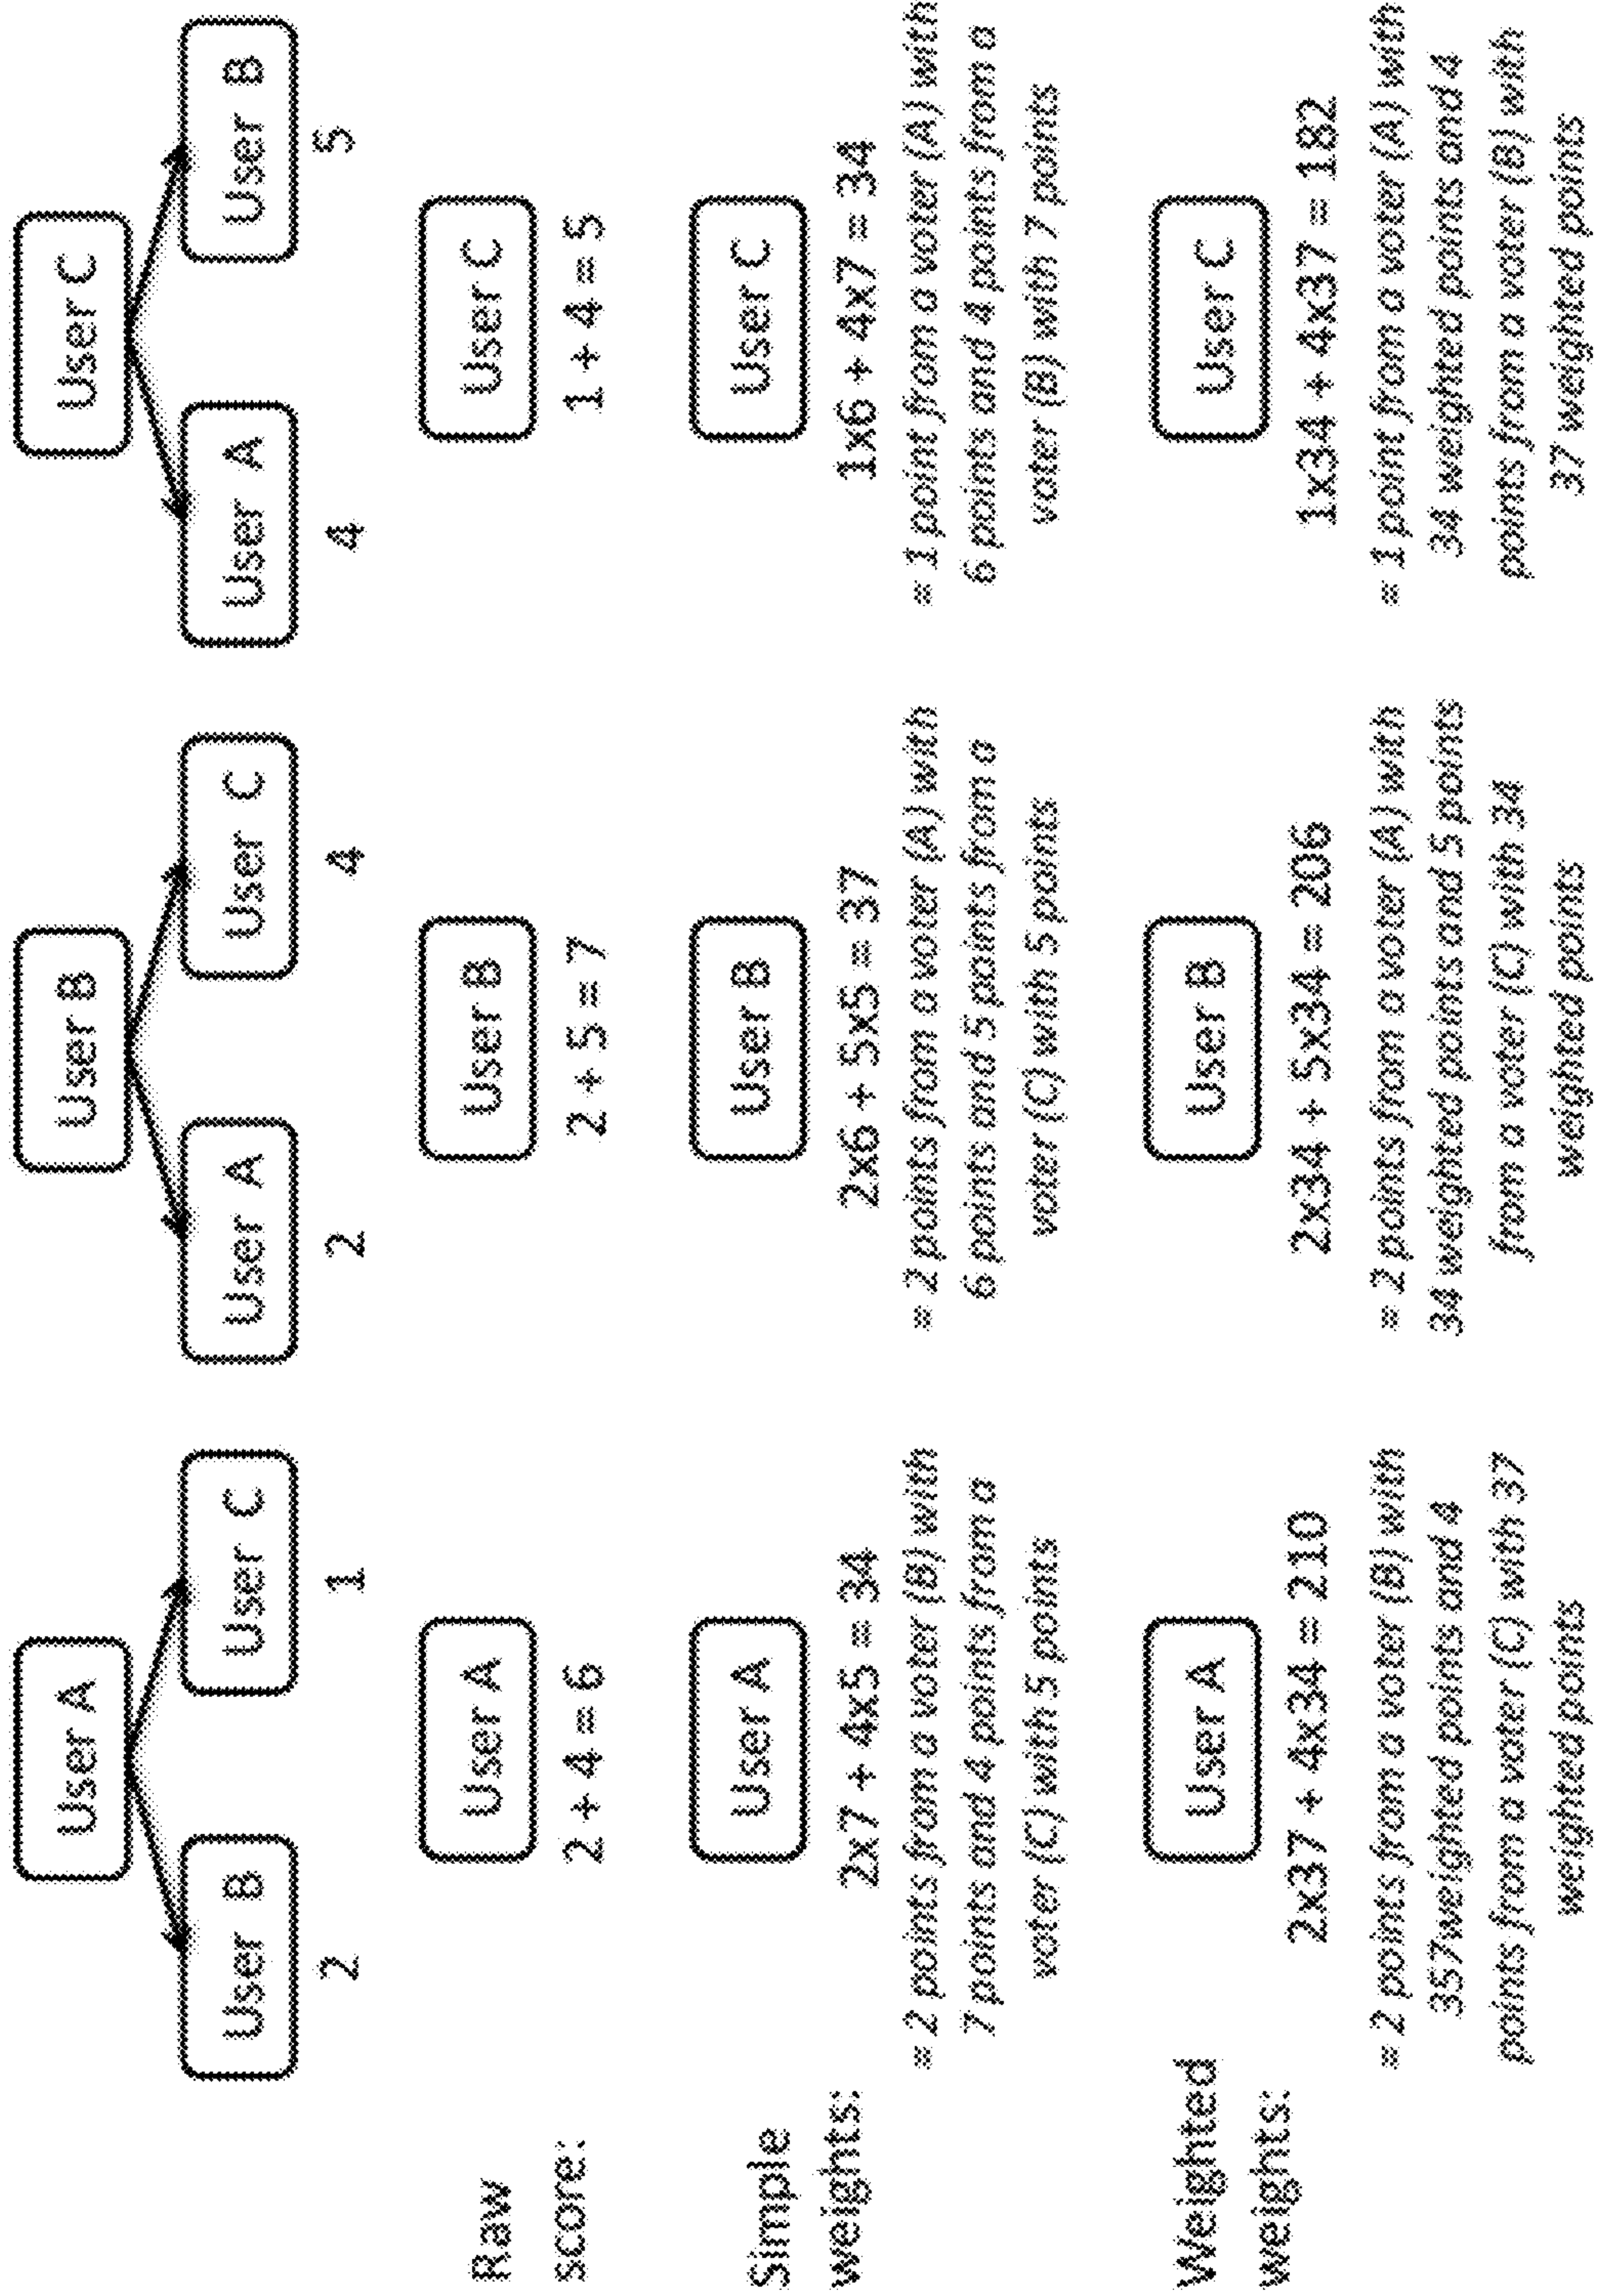 User A
User B
User C
User B
User C
User A
User C
User A
User B
2
1
2
4
4
5
Raw
score:
User A
User B
User C
2 + 4 = 6
2 + 5 = 7
1 + 4 = 5
Simple
weights:
User A
User B
User C
2x7 + 4x5 = 34
2x6 + 5x5 = 37
1x6 + 4x7 = 34
= 2 points from a voter (B) with
7 points and 4 points from a
voter (C) with 5 points
= 2 points from a voter (A) with
6 points and 5 points from a
voter (C) with 5 points
= 1 point from a voter (A) with
6 points and 4 points from a
voter (B) with 7 points
Weighted
weights:
User A
User B
User C
2x37 + 4x34 = 210
2x34 + 5x34 = 206
1x34 + 4x37 = 182
= 2 points from a voter (B) with
357weighted points and 4
points from a voter (C) with 37
weighted points
= 2 points from a voter (A) with
34 weighted points and 5 points
from a voter (C) with 34
weighted points
= 1 point from a voter (A) with
34 weighted points and 4
points from a voter (B) with
37 weighted points